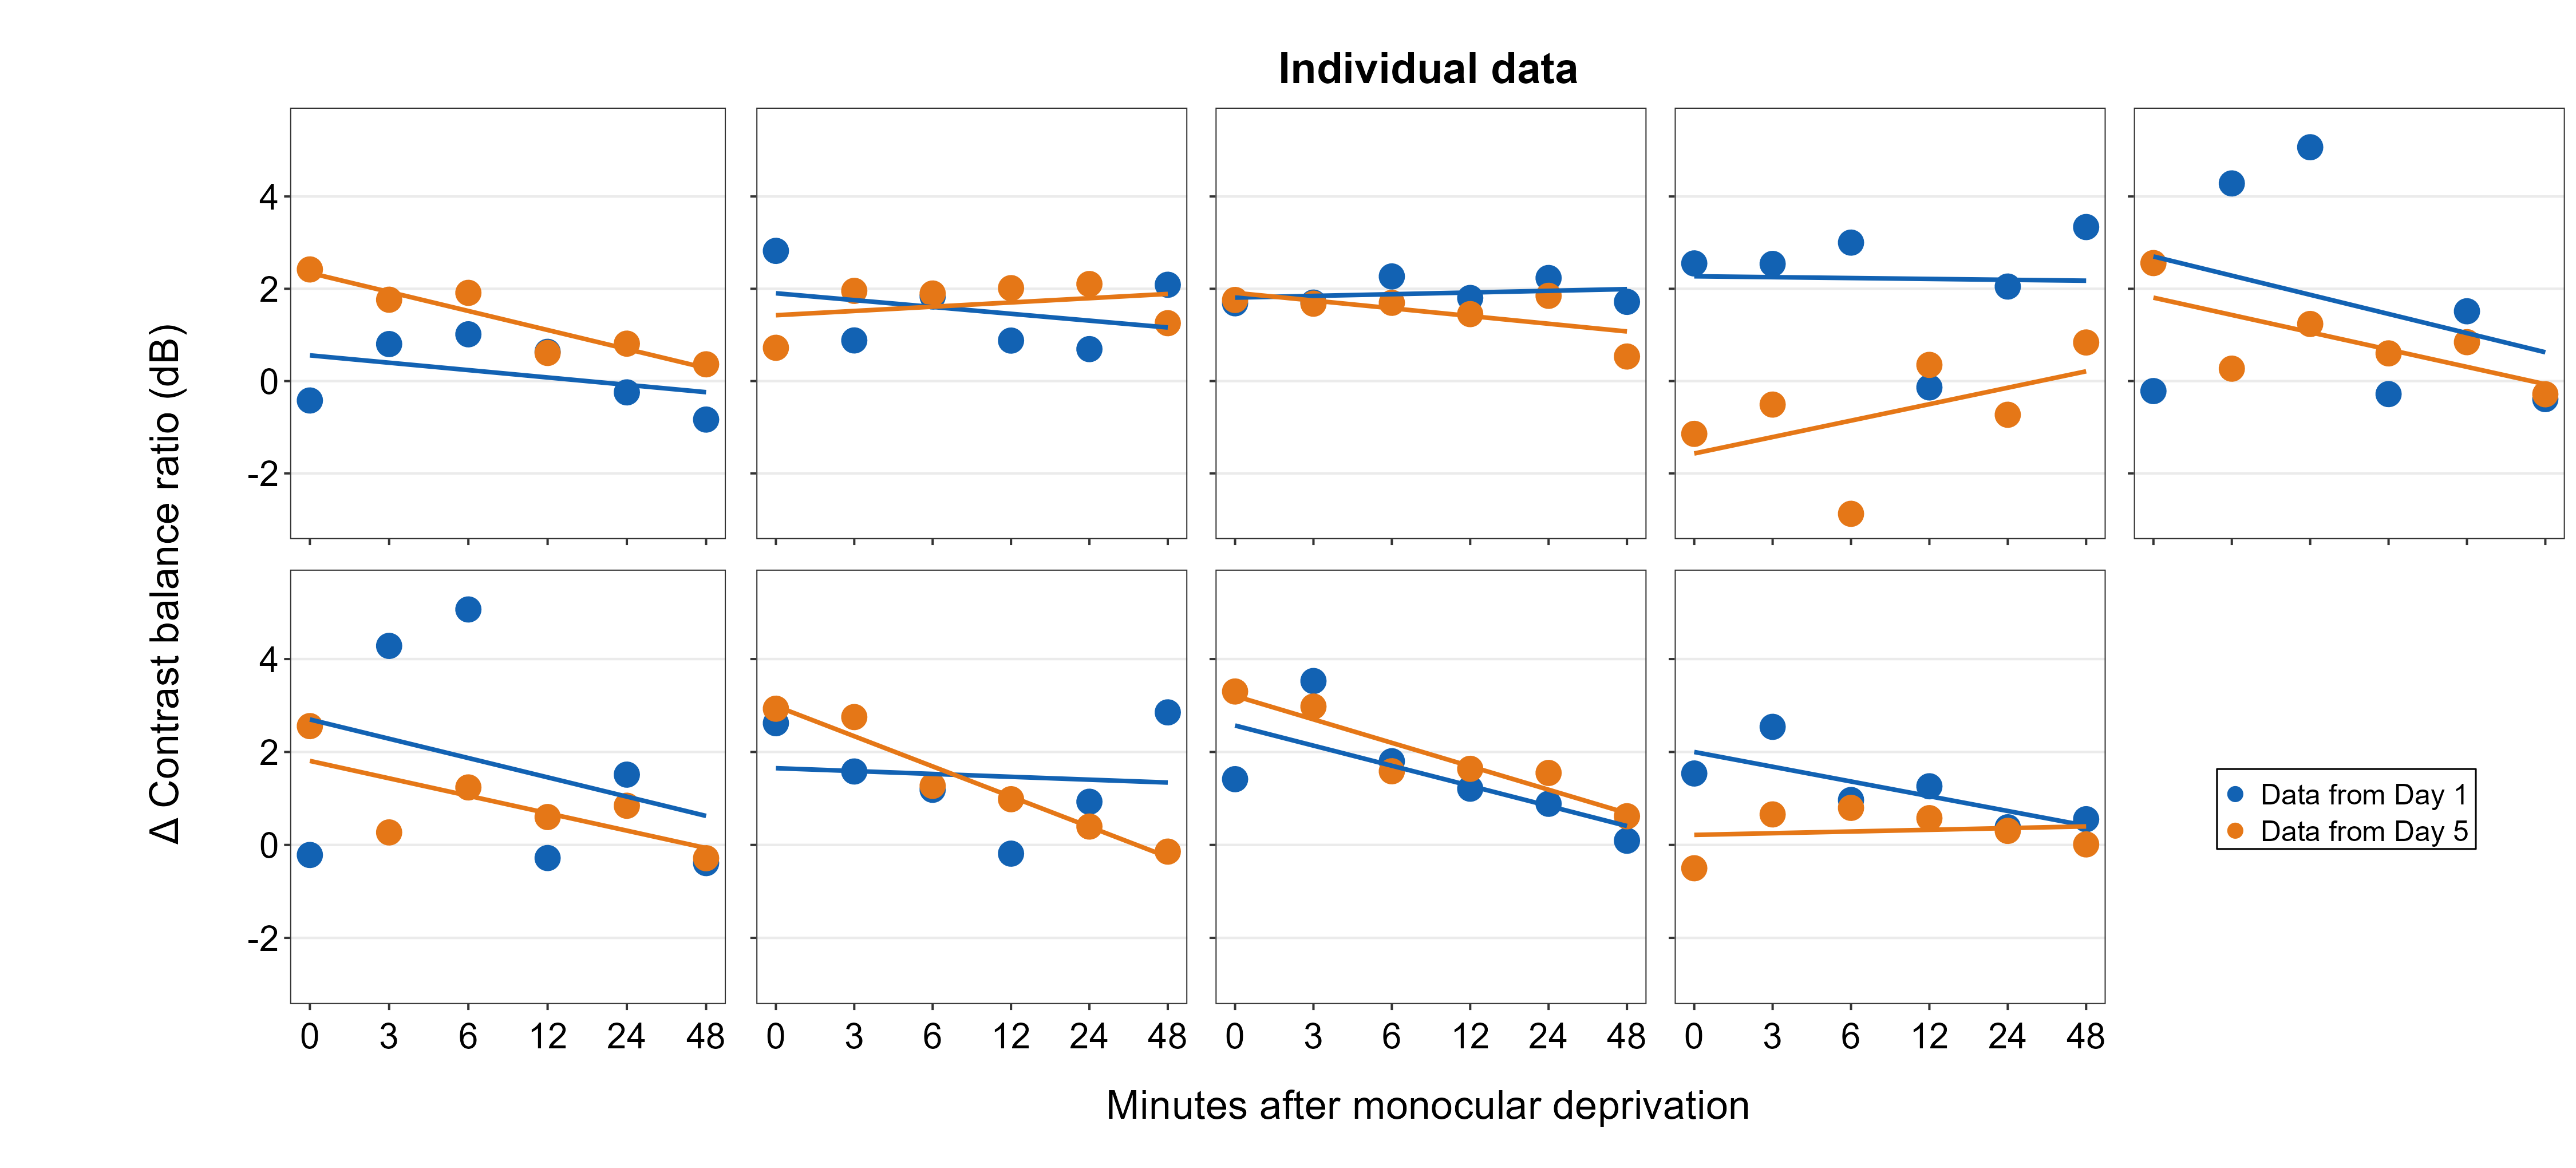 Individual data
Δ Contrast balance ratio (dB)
4
2
0
-2
4
2
0
-2
0 3 6 12 24 48
0 3 6 12 24 48
0 3 6 12 24 48
0 3 6 12 24 48
Data from Day 1
Data from Day 5
Minutes after monocular deprivation